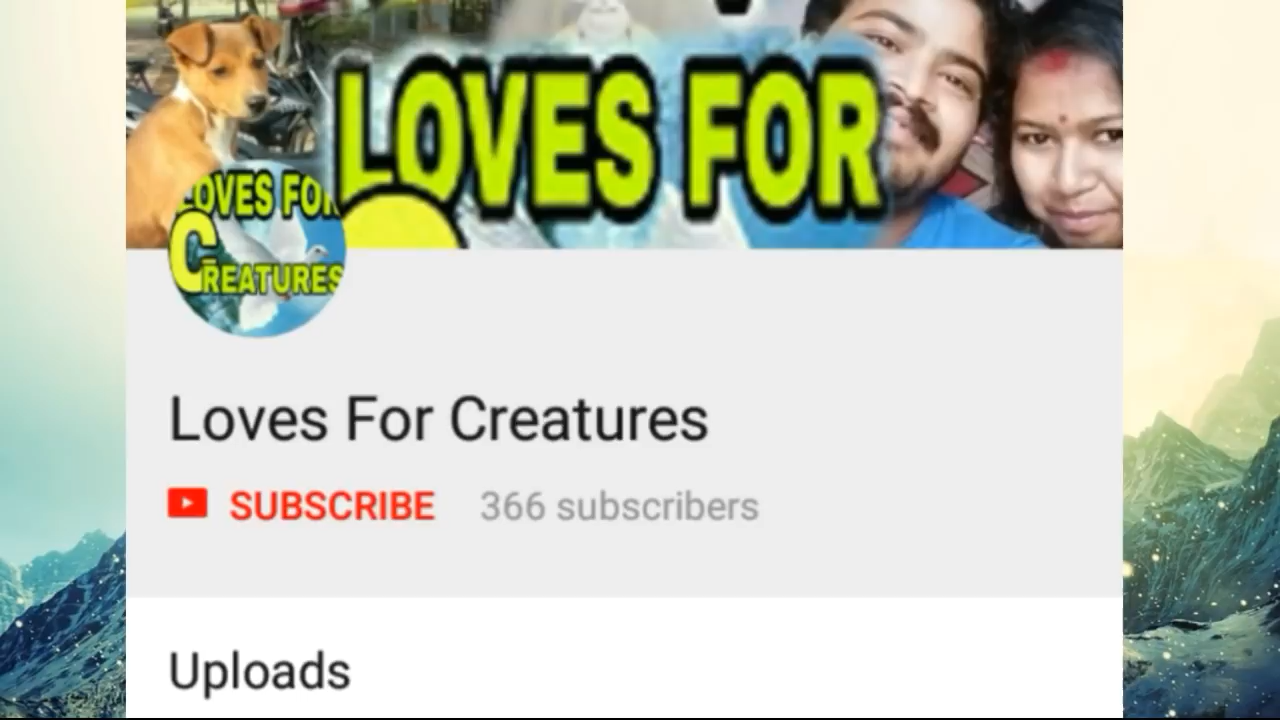 LOVES FOR
LOVES FOR
CREATURES
Loves For Creatures
SUBSCRIBE 366 subscribers
Uploads